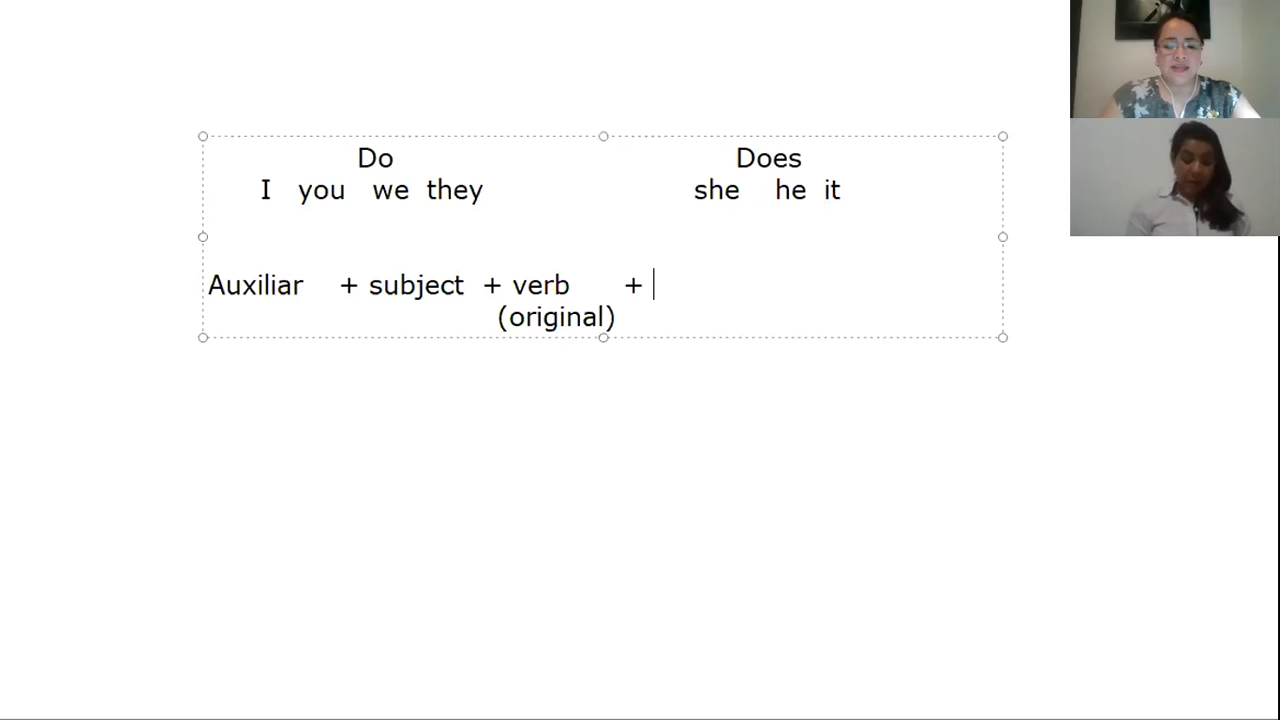 Do Does
I you we they she he it
Auxiliar + subject + verb +
(original)